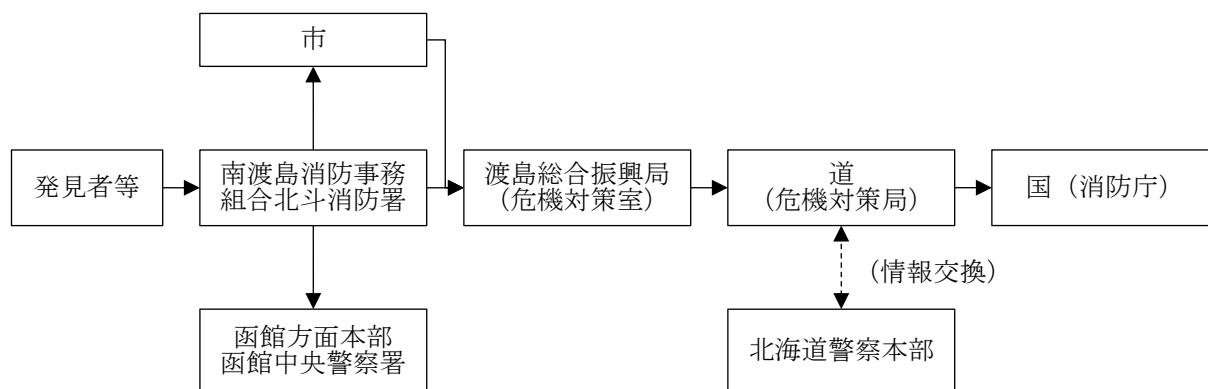 市
発見者等
南渡島消防事務
組合北斗消防署
渡島総合振興局
（危機対策室）
道
（危機対策局）
国（消防庁）
（情報交換）
函館方面本部
函館中央警察署
北海道警察本部